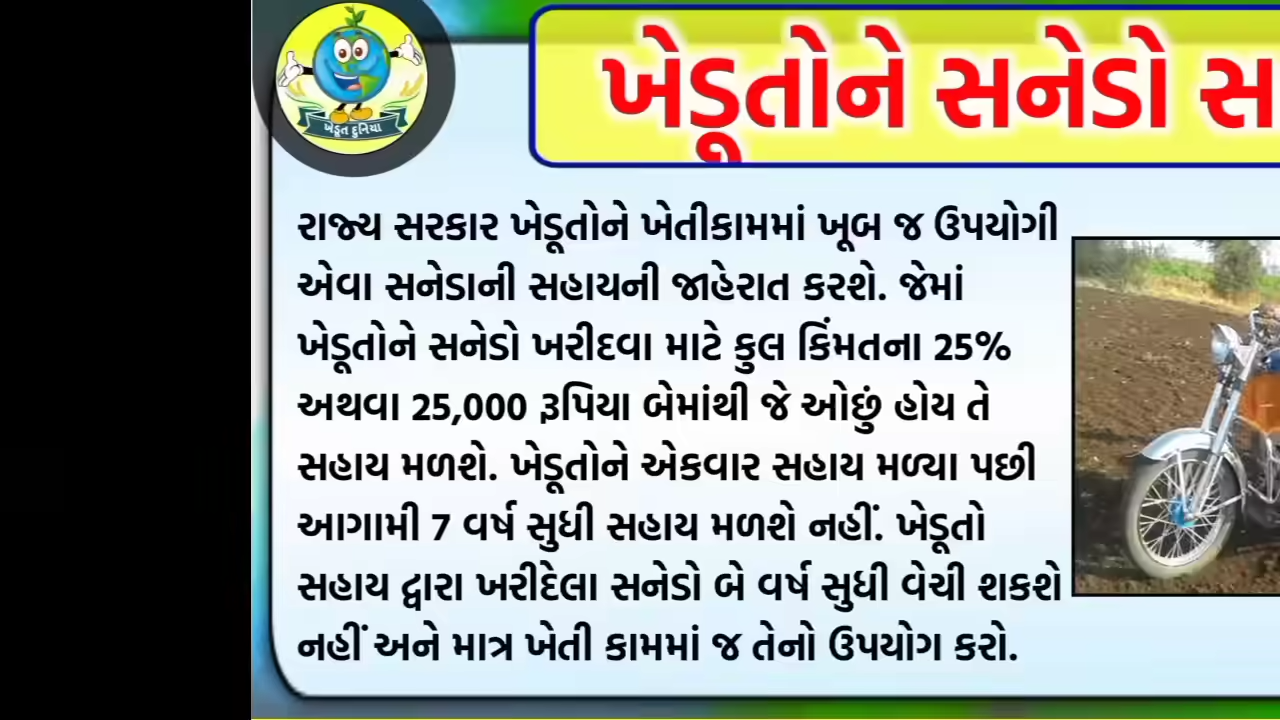 ખેડૂત દુનિયા
ખેડૂતોને સનેડો સ
રાજ્ય સરકાર ખેડૂતોને ખેતીકામમાં ખૂબ જ ઉપયોગી
એવા સનેડાની સહાયની જાહેરાત કરશે. જેમાં
ખેડૂતોને સનેડો ખરીદવા માટે કુલ કિંમતના 25%
અથવા 25,000 રૂપિયા બેમાંથી જે ઓછું હોય તે
સહાય મળશે. ખેડૂતોને એકવાર સહાય મળ્યા પછી
આગામી 7 વર્ષ સુધી સહાય મળશે નહીં. ખેડૂતો
સહાય દ્વારા ખરીદેલા સનેડો બે વર્ષ સુધી વેચી શકશે
નહીં અને માત્ર ખેતી કામમાં જ તેનો ઉપયોગ કરો.